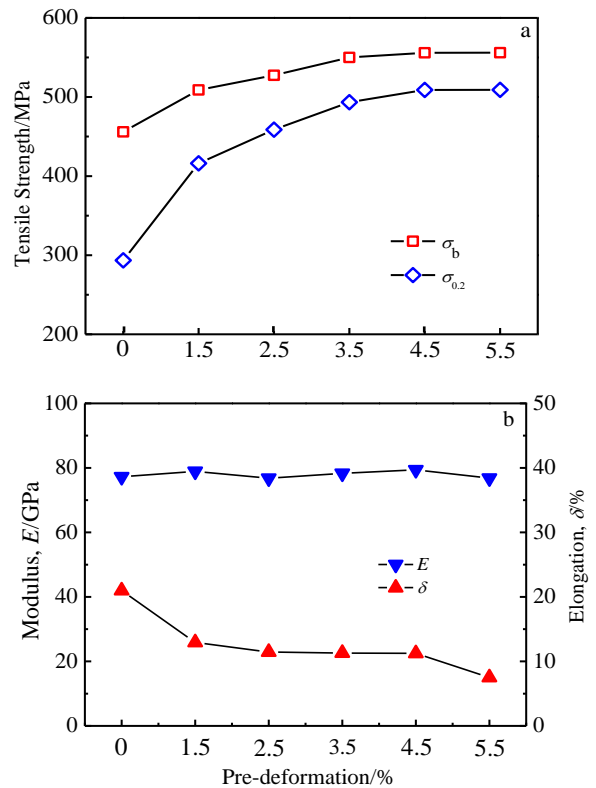 a
600
500
400
300
200
Tensile Strength/MPa
σb
σ0.2
0 1.5 2.5 3.5 4.5 5.5
b
100 50
80 40
60 30
40 20
20 10
0 0
Modulus, E/GPa
Elongation, δ/%
E
δ
0 1.5 2.5 3.5 4.5 5.5
Pre-deformation/%